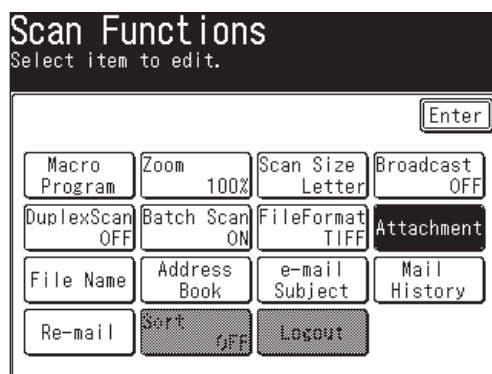 Scan Functions
Select item to edit.
Enter
Macro Program
Zoom 100%
Scan Size Letter
Broadcast OFF
DuplexScan OFF
Batch Scan ON
FileFormat TIFF
Attachment
File Name
Address Book
e-mail Subject
Mail History
Re-mail
Sort OFF
Logout